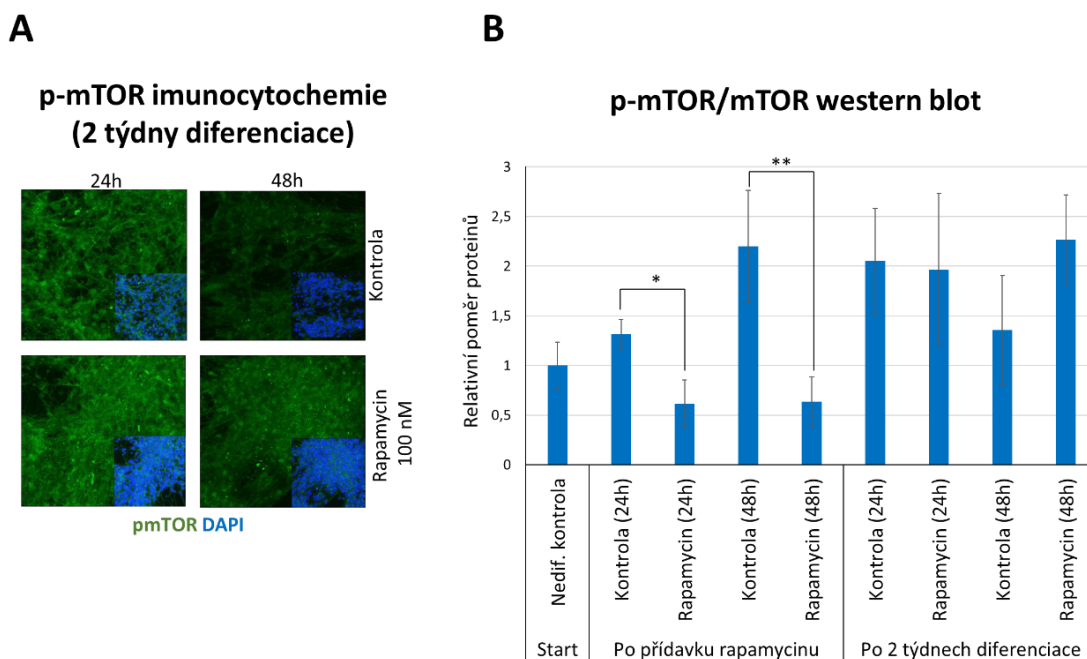 A
p-mTOR imunocytochemie
(2 týdny diferenciace)
24h
48h
Kontrola
Rapamycin
100 nM
pmTOR DAPI
B
p-mTOR/mTOR western blot
Relativní poměr proteinů
3
2,5
2
1,5
1
0,5
0
*
**
Nedif. kontrola
Kontrola (24h)
Rapamycin (24h)
Kontrola (48h)
Rapamycin (48h)
Kontrola (24h)
Rapamycin (24h)
Kontrola (48h)
Rapamycin (48h)
Start
Po přídavku rapamycinu
Po 2 týdnech diferenciace